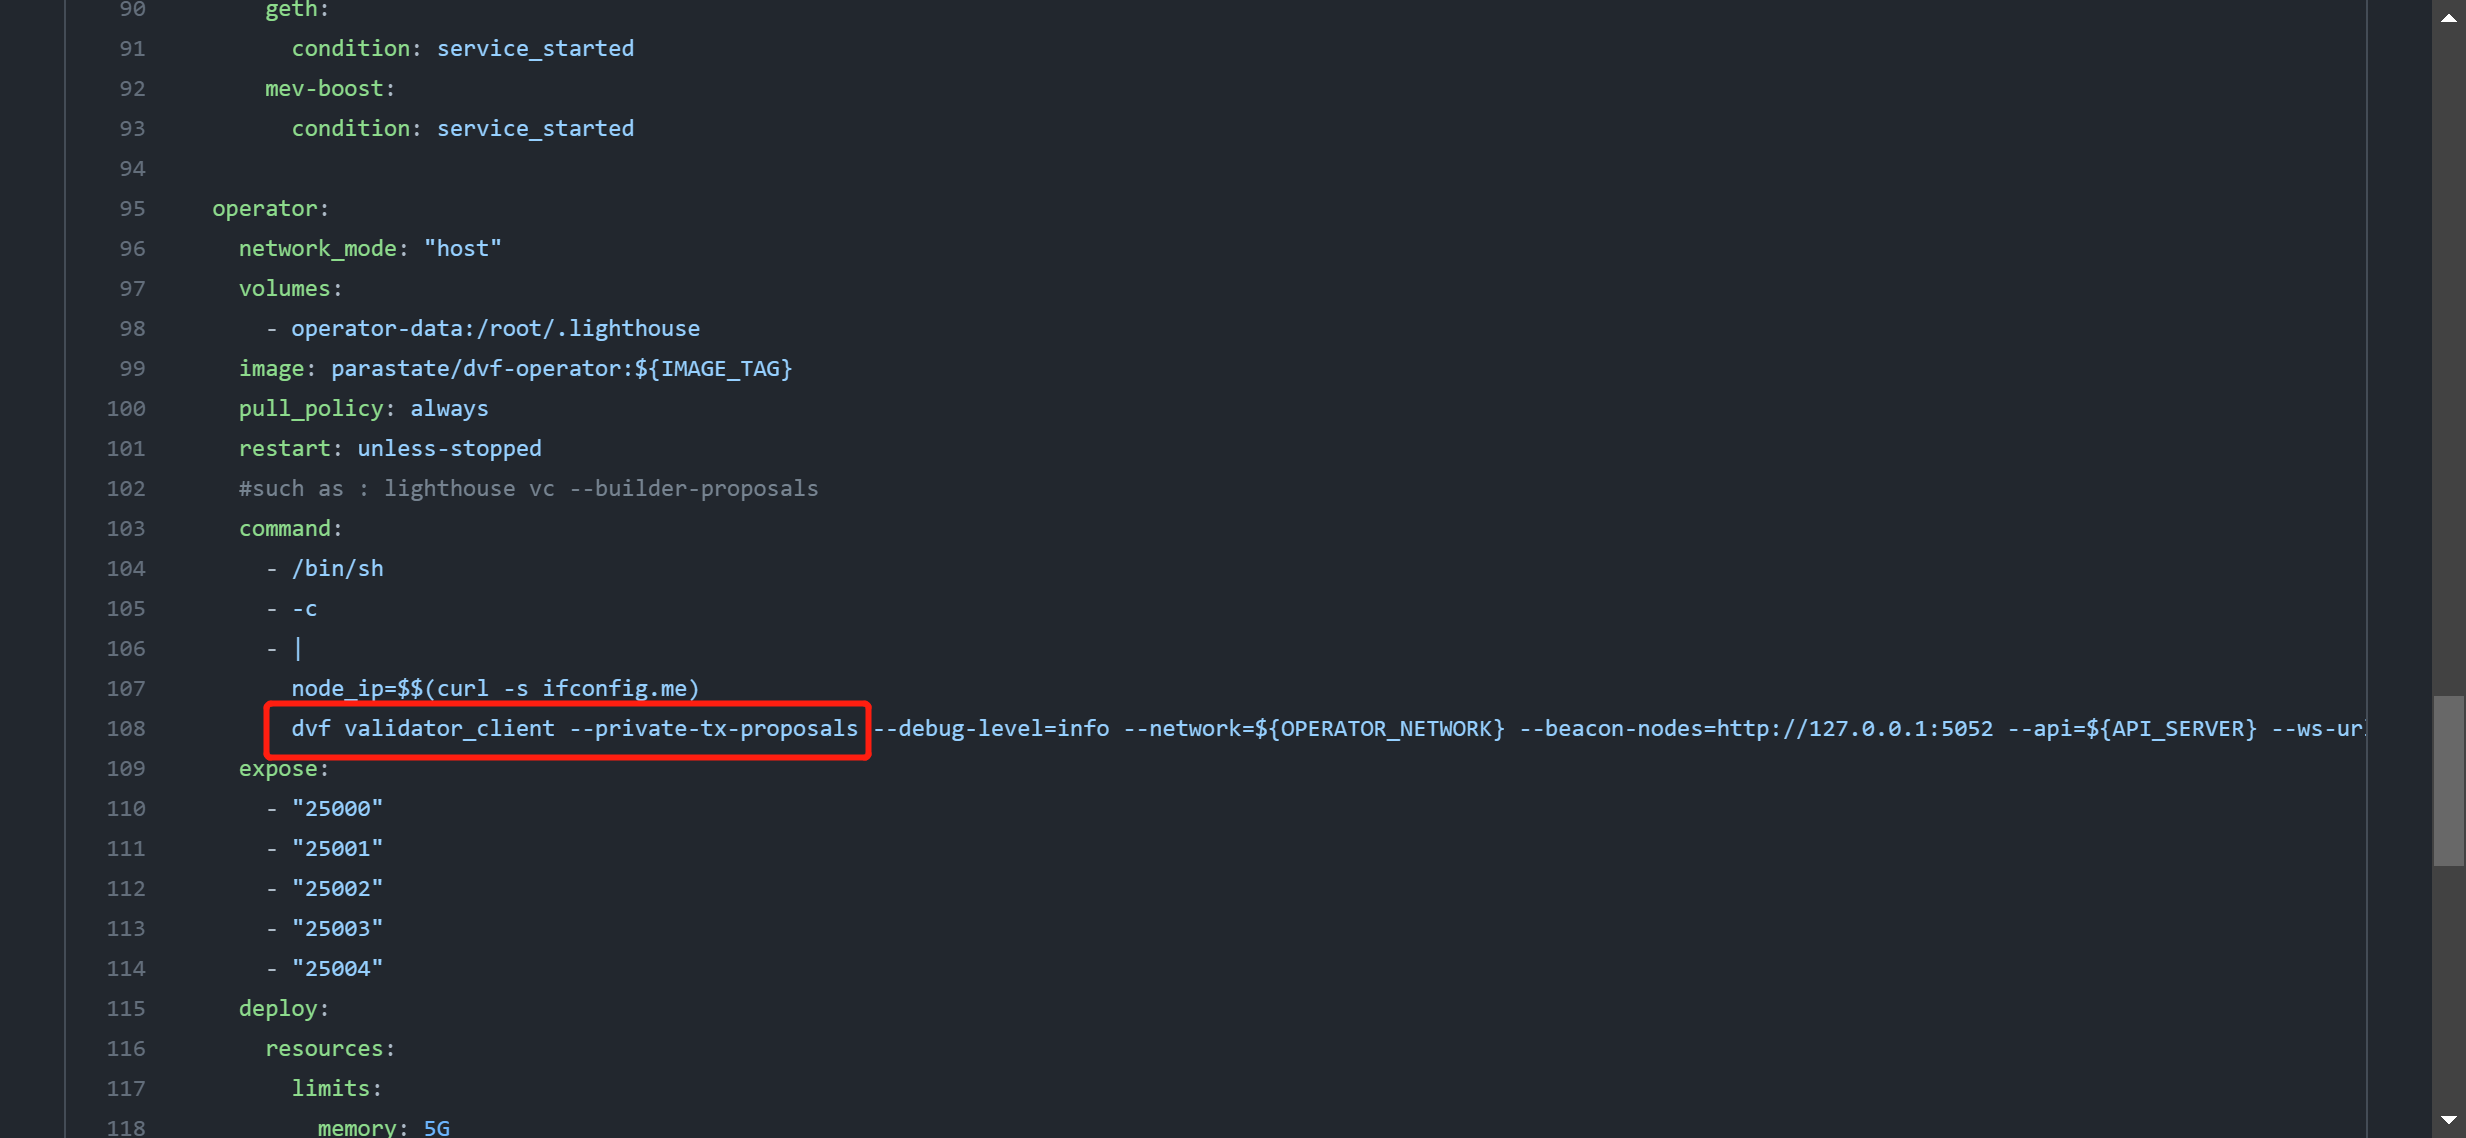 90 geth:
91 condition: service_started
92 mev-boost:
93 condition: service_started
94
95 operator:
96 network_mode: "host"
97 volumes:
98 - operator-data:/root/.lighthouse
99 image: parastate/dvf-operator:${IMAGE_TAG}
100 pull_policy: always
101 restart: unless-stopped
102 #such as : lighthouse vc --builder-proposals
103 command:
104 - /bin/sh
105 - -c
106 - |
107 node_ip=$$(curl -s ifconfig.me)
108 dvf validator_client --private-tx-proposals --debug-level=info --network=${OPERATOR_NETWORK} --beacon-nodes=http://127.0.0.1:5052 --api=${API_SERVER} --ws-url
109 expose:
110 - "25000"
111 - "25001"
112 - "25002"
113 - "25003"
114 - "25004"
115 deploy:
116 resources:
117 limits:
118 memory: 5G